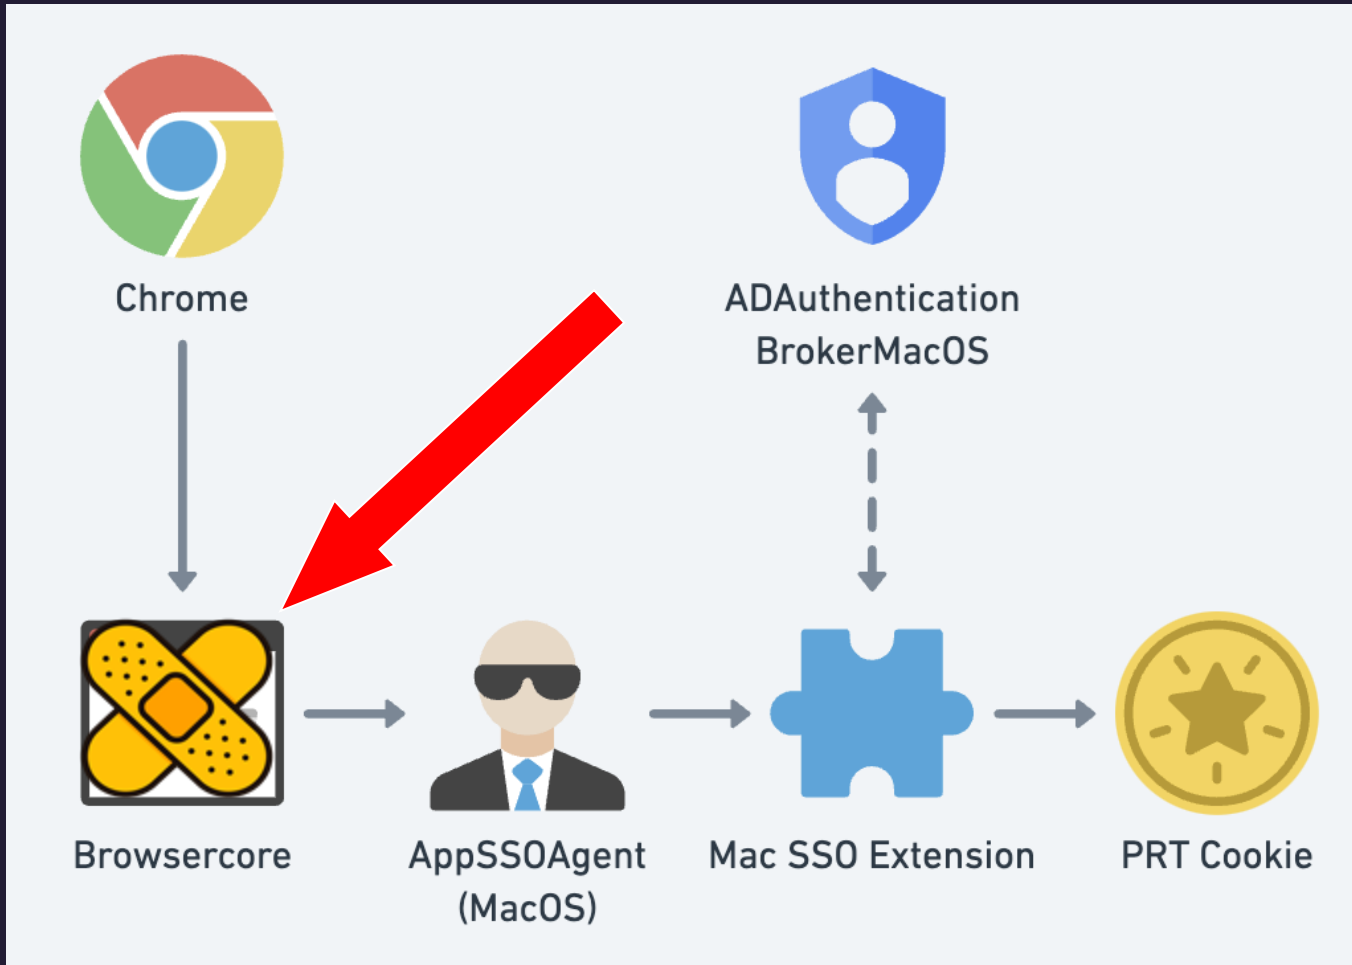 Chrome
ADAuthentication
BrokerMacOS
Browsercore
AppSSOAgent
(MacOS)
Mac SSO Extension
PRT Cookie